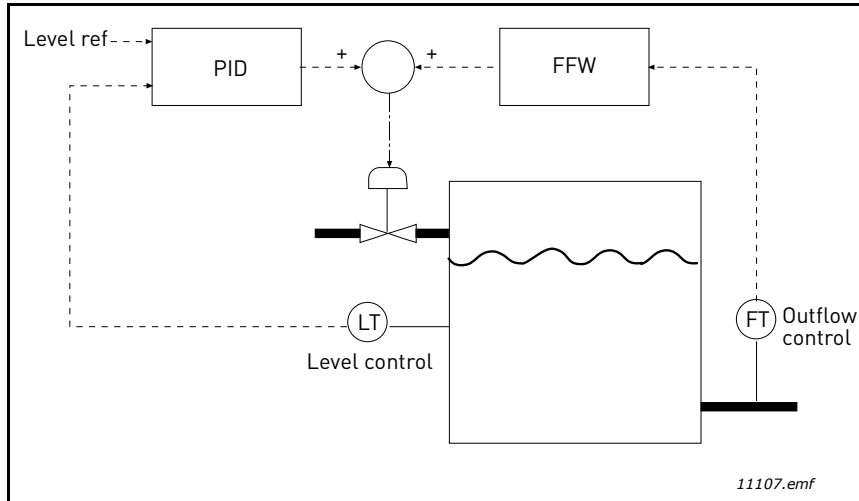 Level ref
PID
+
+
FFW
LT
Level control
FT
Outflow
control
11107.emf